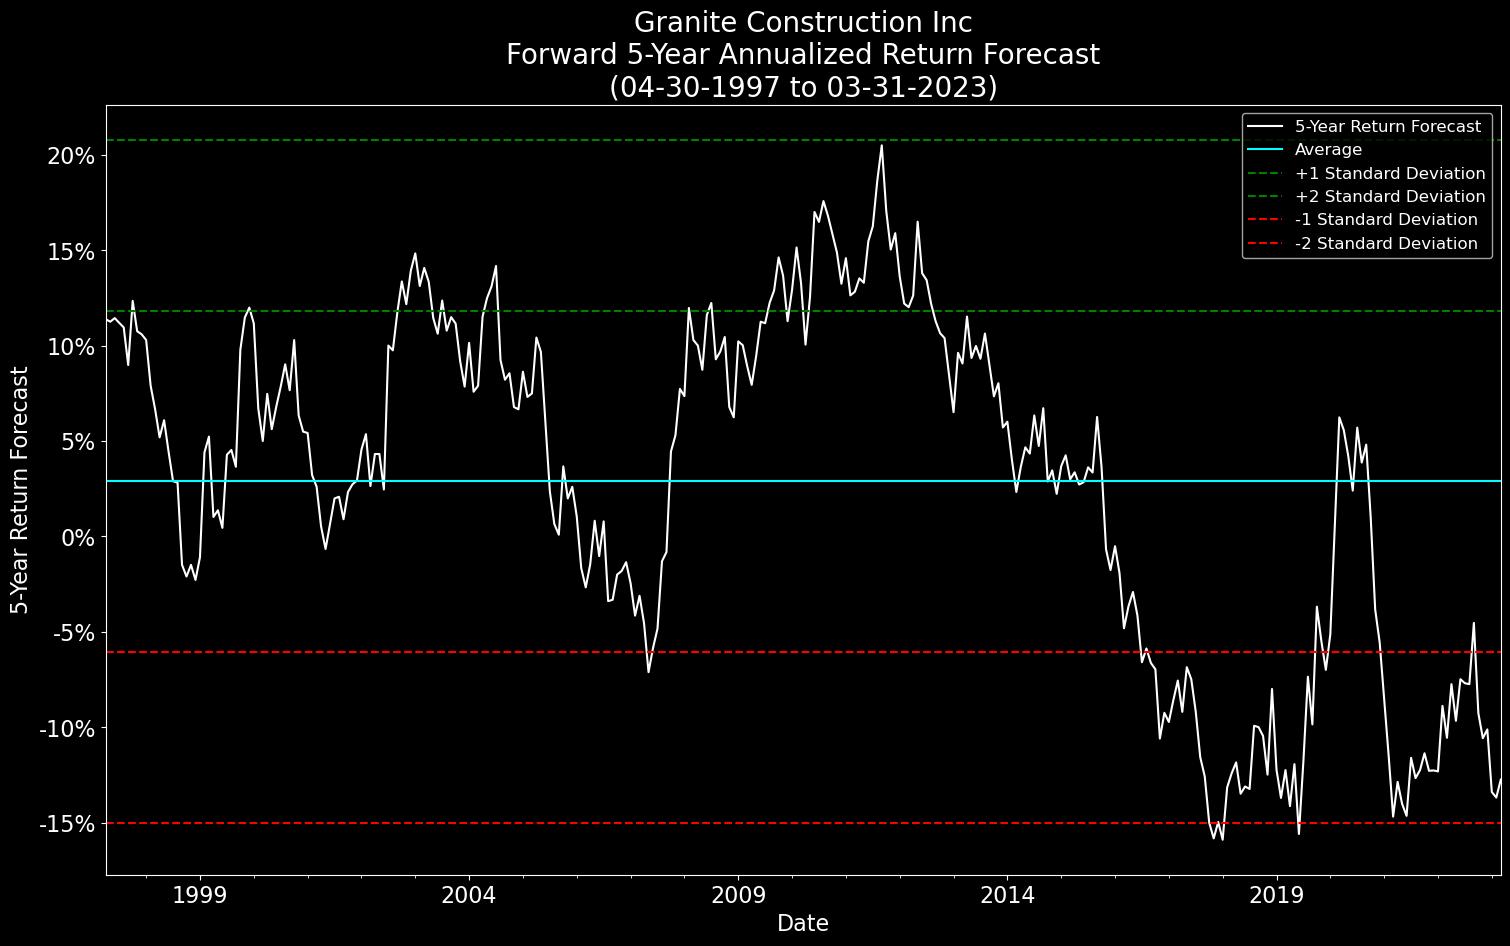 Granite Construction Inc
Forward 5-Year Annualized Return Forecast
(04-30-1997 to 03-31-2023)
5-Year Return Forecast
20%
15%
10%
5%
0%
-5%
-10%
-15%
5-Year Return Forecast
Average
+1 Standard Deviation
+2 Standard Deviation
-1 Standard Deviation
-2 Standard Deviation
1999
2004
2009
2014
2019
Date